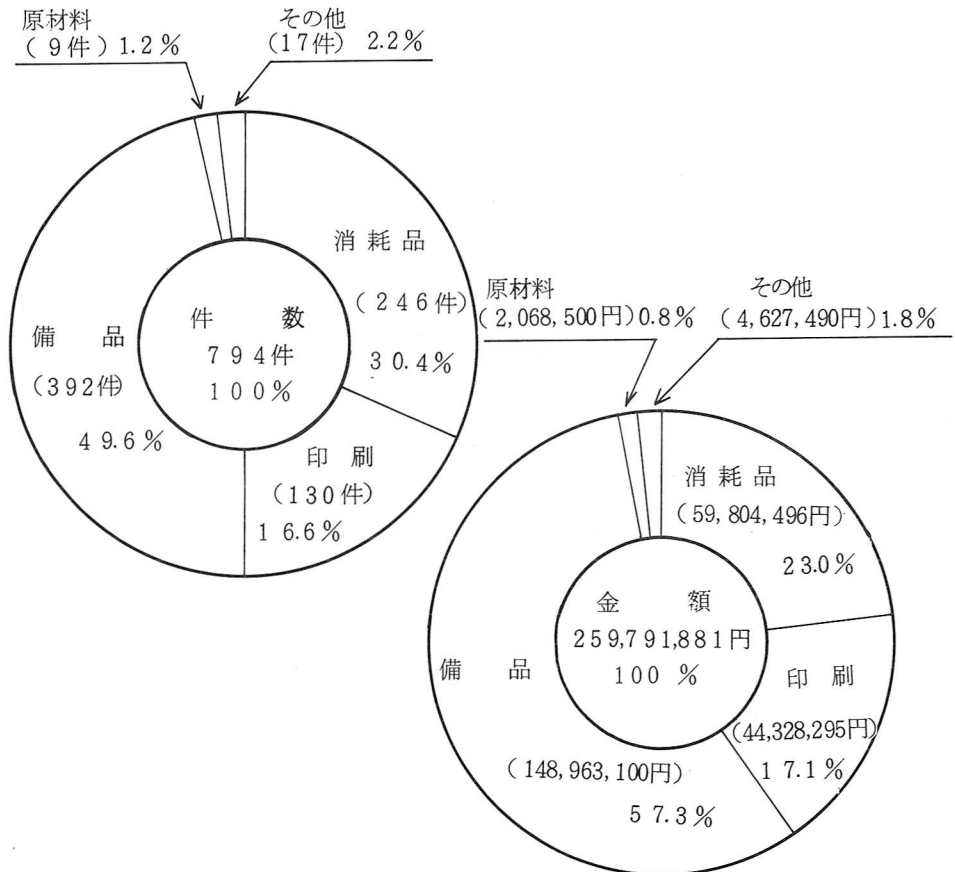 原材料
(9件) 1.2%
その他
(17件) 2.2%
消耗品
(246件)
30.4%
備品
(392件)
49.6%
件数
794件
100%
印刷
(130件)
16.6%
原材料
(2,068,500円)0.8%
その他
(4,627,490円)1.8%
消耗品
(59,804,496円)
23.0%
金額
259,791,881円
100%
備品
(148,963,100円)
57.3%
印刷
(44,328,295円)
17.1%